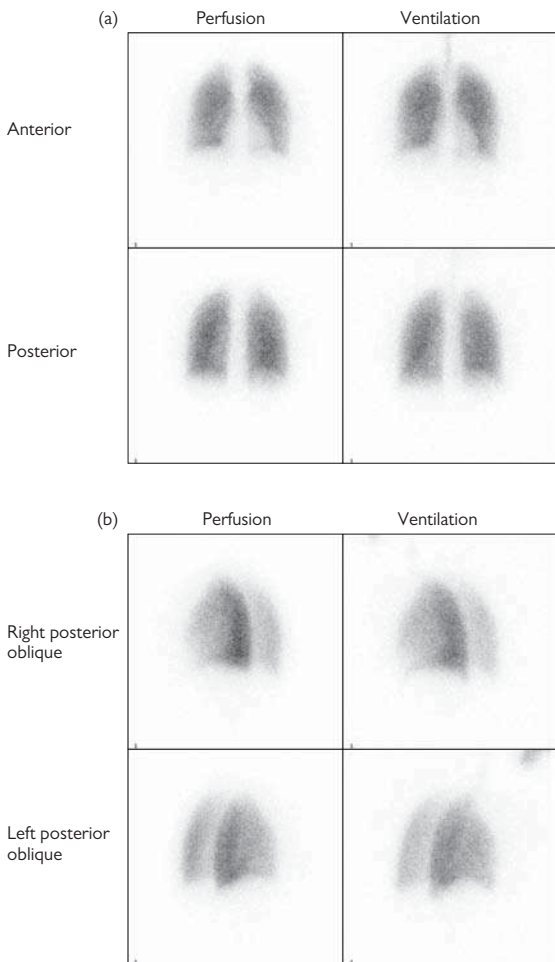 (a) Perfusion Ventilation
Anterior
Posterior
(b) Perfusion Ventilation
Right posterior
oblique
Left posterior
oblique